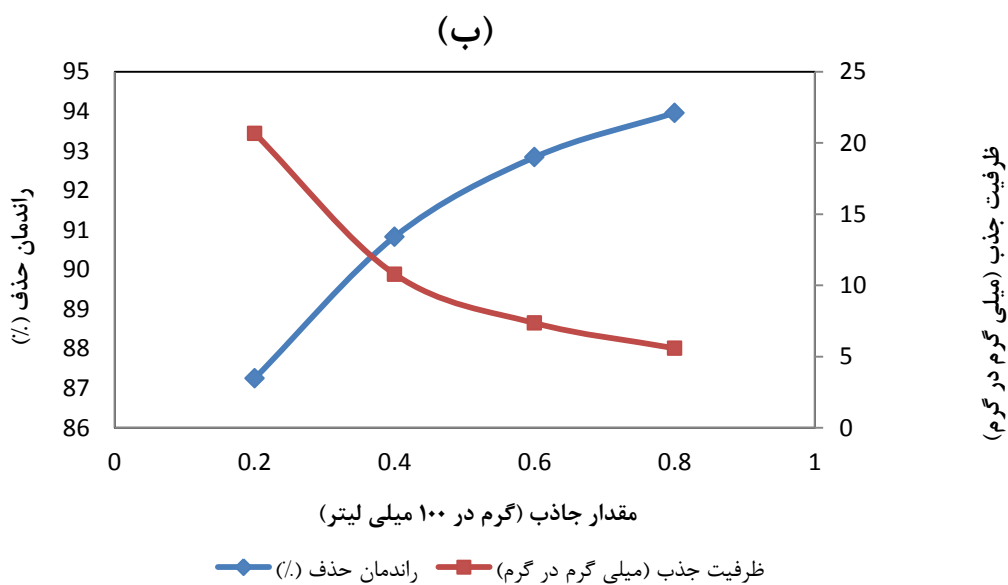 (ب)
راندمان حذف (٪)
95
94
93
92
91
90
89
88
87
86
25
20
15
10
5
0
ظرفیت جذب (میلی گرم در گرم)
0 0.2 0.4 0.6 0.8 1
مقدار جاذب (گرم در ۱۰۰ میلی لیتر)
راندمان حذف (٪) ظرفیت جذب (میلی گرم در گرم)